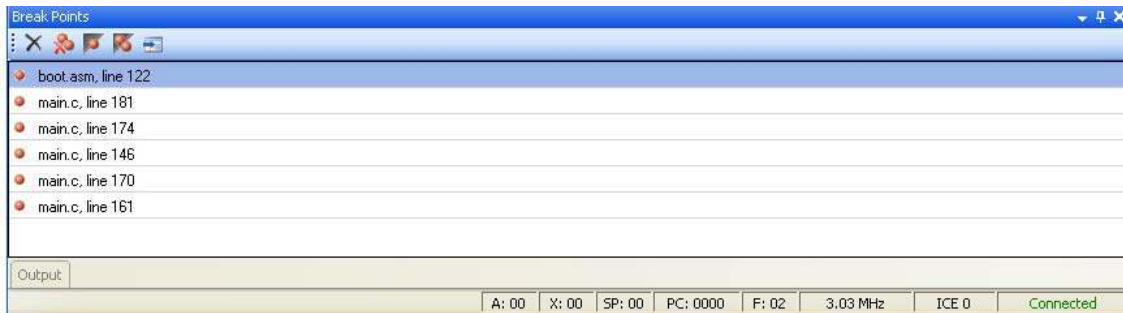 Break Points
boot.asm, line 122
main.c, line 181
main.c, line 174
main.c, line 146
main.c, line 170
main.c, line 161
Output
A: 00 X: 00 SP: 00 PC: 0000 F: 02 3.03 MHz ICE 0 Connected